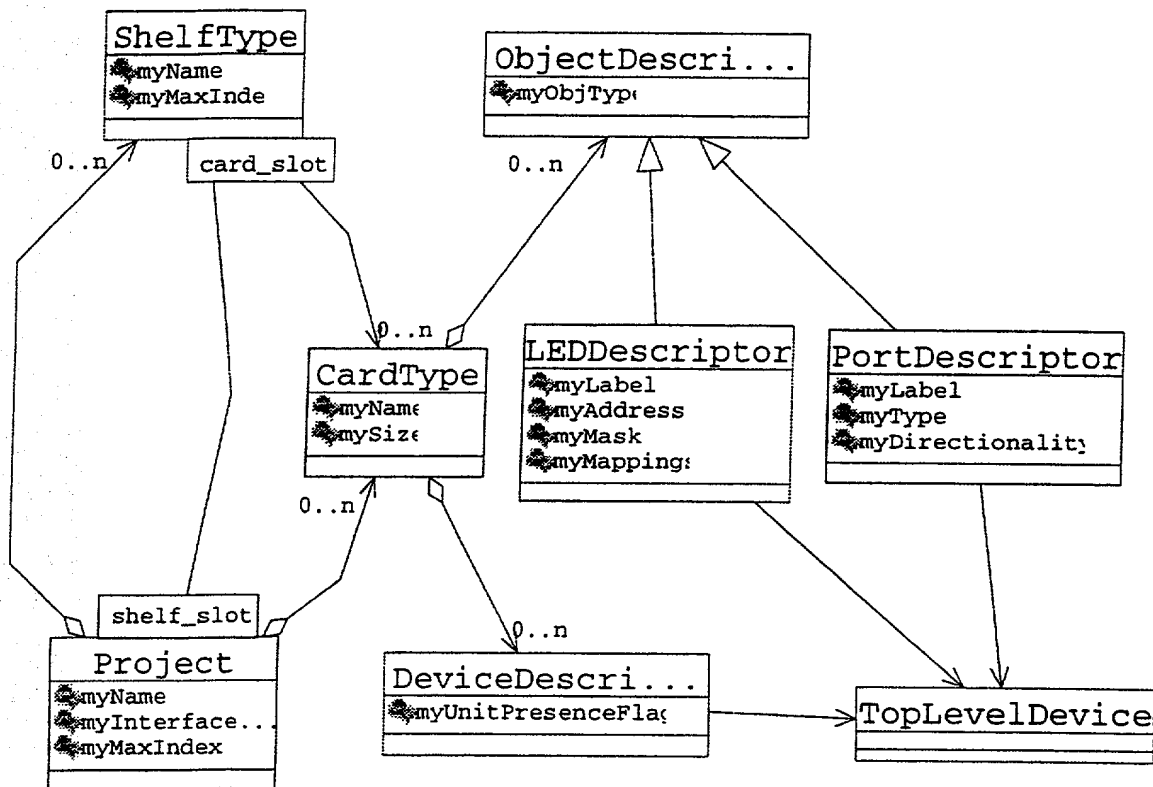 ShelfType
myName
myMaxInde
0..n
card_slot
ObjectDescri...
myObjType
0..n
0..n
CardType
myName
mySize
0..n
LEDDescriptor
myLabel
myAddress
myMask
myMappings
PortDescriptor
myLabel
myType
myDirectionality
shelf_slot
Project
myName
myInterface...
myMaxIndex
0..n
DeviceDescri...
myUnitPresenceFlag
TopLevelDevice